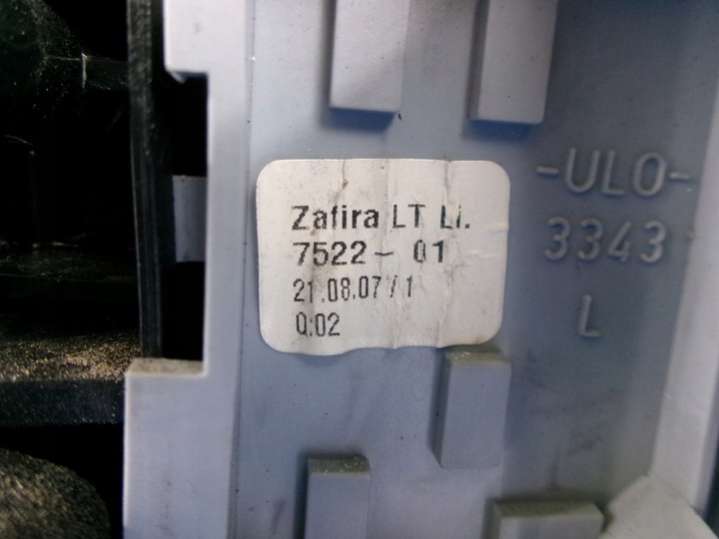 Zafira LT Li.
7522- 01
21.08.07/1
Q:02
-ULO-
3343
L